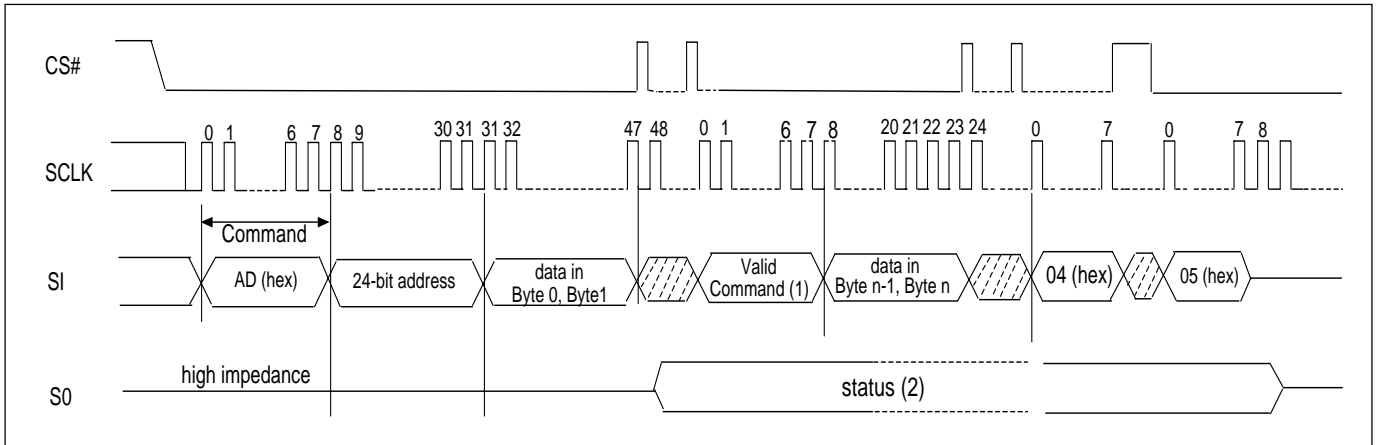 CS#
0 1 6 7 8 9 30 31 31 32 47 48 0 1 6 7 8 20 21 22 23 24 0 7 0 7 8
SCLK
Command
SI
AD (hex)
24-bit address
data in
Byte 0, Byte1
Valid
Command (1)
data in
Byte n-1, Byte n
04 (hex)
05 (hex)
high impedance
S0
status (2)